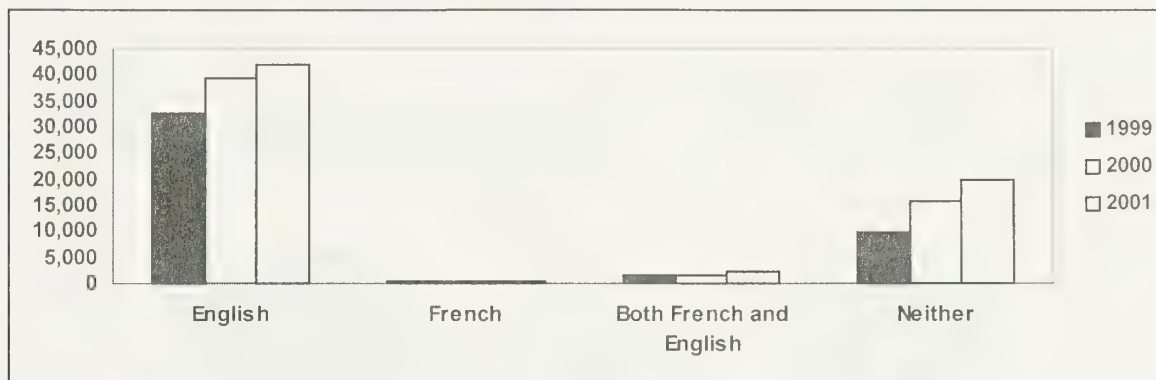 45,000
40,000
35,000
30,000
25,000
20,000
15,000
10,000
5,000
0
English
French
Both French and
English
Neither
1999
2000
2001